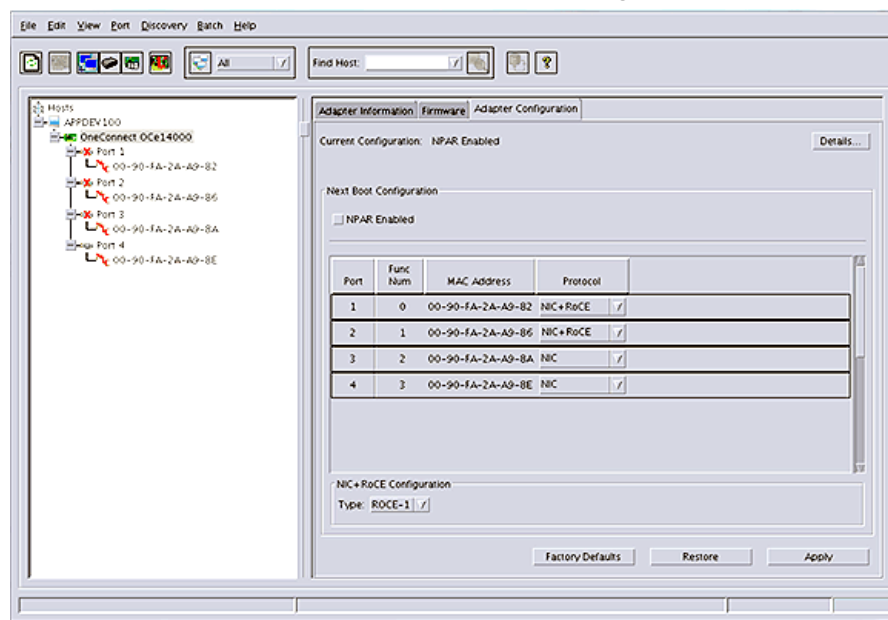 File Edit View Port Discovery Batch Help
All
Find Host:
Hosts
APPDEV100
OneConnect OCe14000
Port 1
00-90-FA-2A-A9-82
Port 2
00-90-FA-2A-A9-86
Port 3
00-90-FA-2A-A9-8A
Port 4
00-90-FA-2A-A9-8E
Adapter Information Firmware Adapter Configuration
Current Configuration: NPAR Enabled Details...
Next Boot Configuration
NPAR Enabled
Port Func Num MAC Address Protocol
1 0 00-90-FA-2A-A9-82 NIC+RoCE
2 1 00-90-FA-2A-A9-86 NIC+RoCE
3 2 00-90-FA-2A-A9-8A NIC
4 3 00-90-FA-2A-A9-8E NIC
NIC+RoCE Configuration
Type: ROCE-1
Factory Defaults Restore Apply